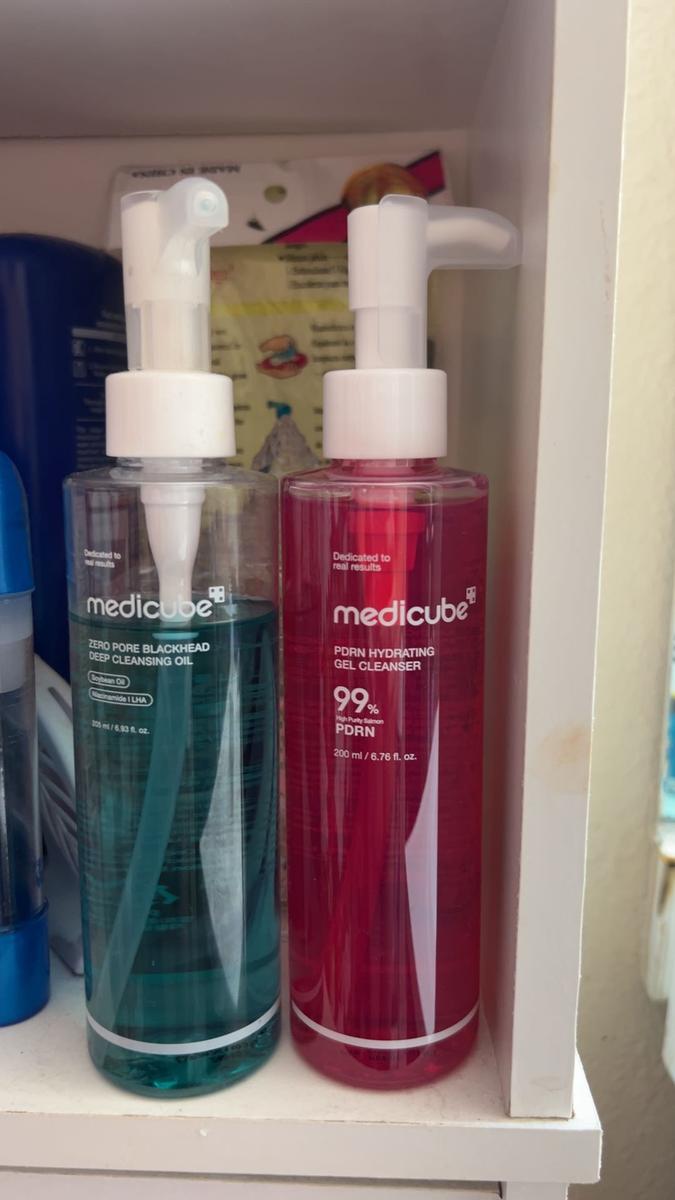 MADE IN CHINA
Dedicated to
real results
medicube
ZERO PORE BLACKHEAD
DEEP CLEANSING OIL
Soybean Oil
Niacinamide | LHA
205 ml / 6.93 fl. oz.
Dedicated to
real results
medicube
PDRN HYDRATING
GEL CLEANSER
99%
High Purity Salmon
PDRN
200 ml / 6.76 fl. oz.